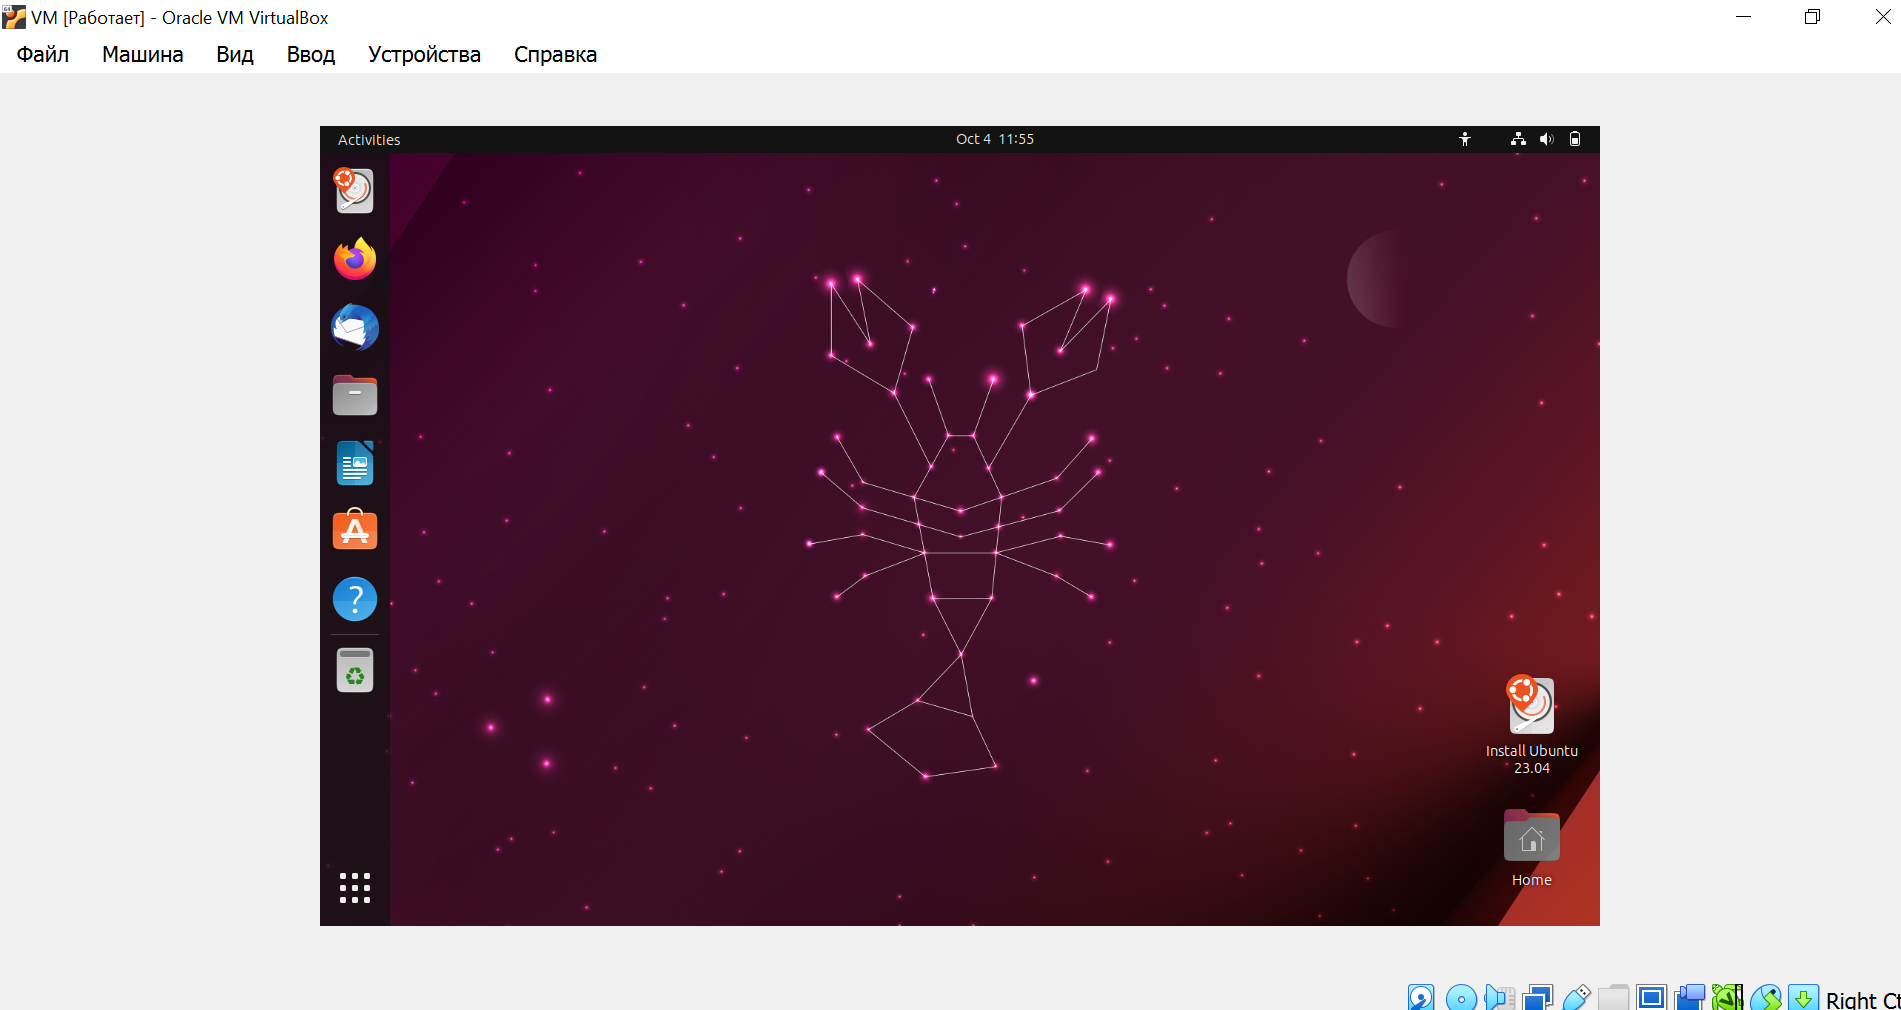 VM [Работает] - Oracle VM VirtualBox
Файл Машина Вид Ввод Устройства Справка
Activities Oct 4 11:55
Install Ubuntu
23.04
Home
Right Ct